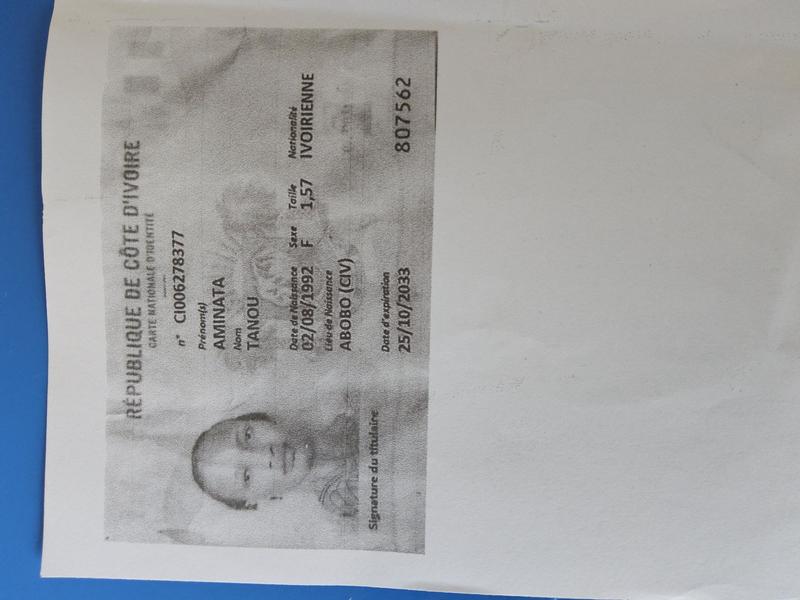 RÉPUBLIQUE DE CÔTE D'IVOIRE
CARTE NATIONALE D'IDENTITÉ
n° CI006278377
Prénom(s)
AMINATA
Nom
TANOU
Date de Naissance Sexe Taille Nationalité
02/08/1992 F 1,57 IVOIRIENNE
Lieu de Naissance
ABOBO (CIV)
Date d'expiration
25/10/2033
807562
Signature du titulaire